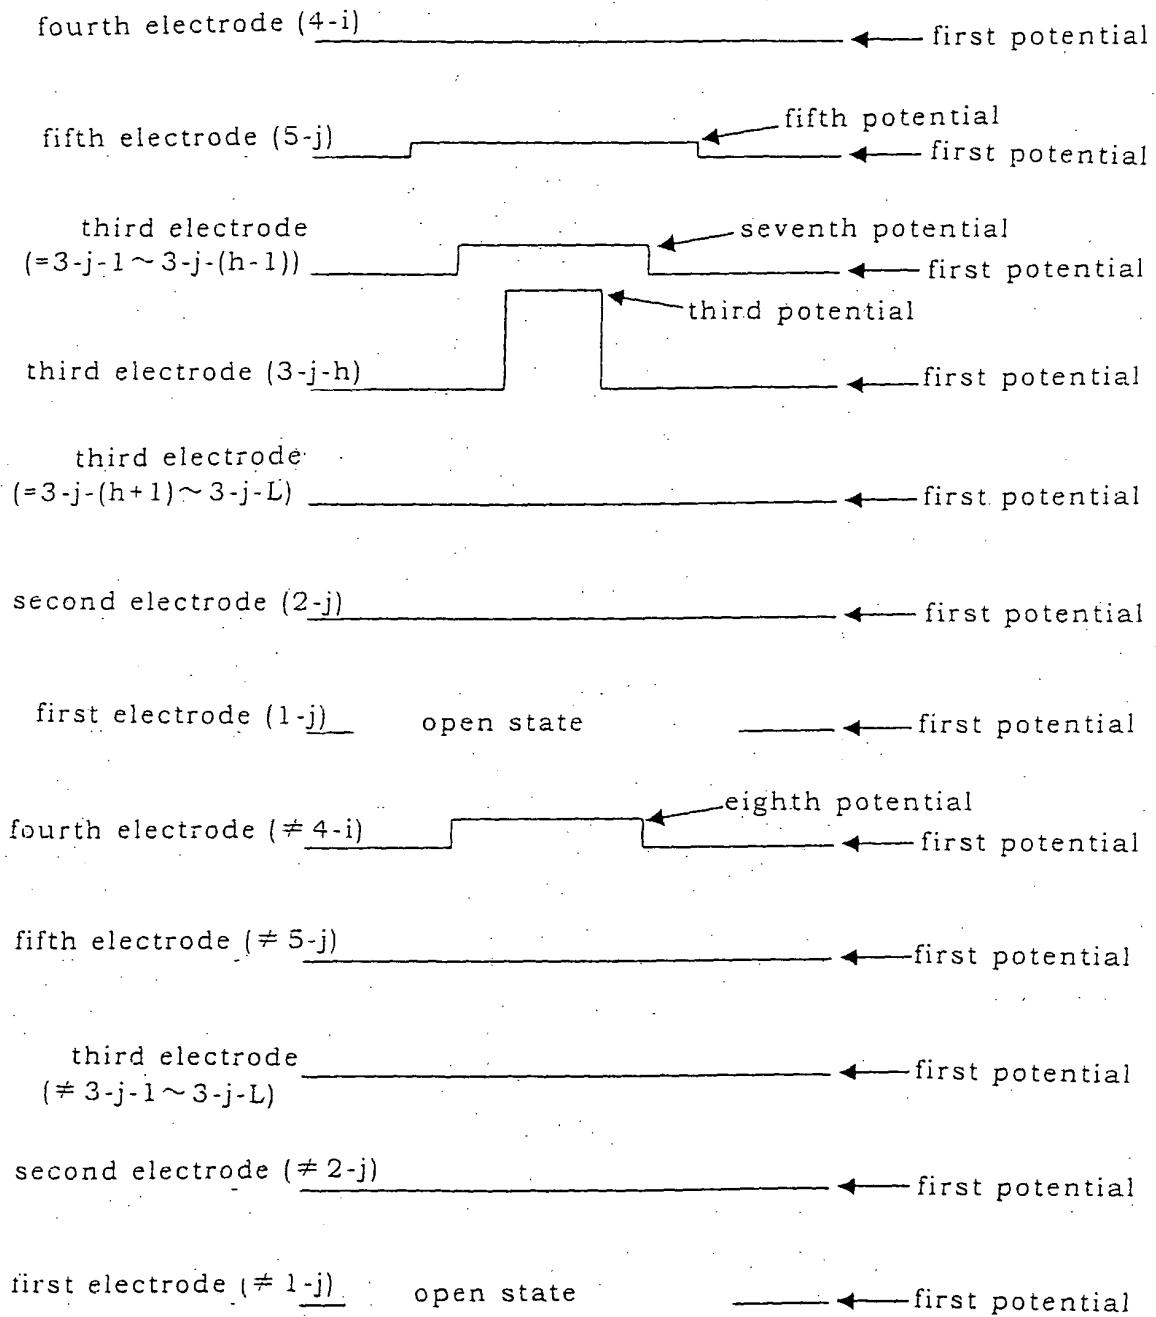 fourth electrode (4-i)
first potential
fifth potential
fifth electrode (5-j)
first potential
third electrode
seventh potential
(=3-j-1~3-j-(h-1))
first potential
third potential
third electrode (3-j-h)
first potential
third electrode
(=3-j-(h+1)~3-j-L)
first potential
second electrode (2-j)
first potential
first electrode (1-j)
open state
first potential
eighth potential
fourth electrode (≠4-i)
first potential
fifth electrode (≠5-j)
first potential
third electrode
first potential
(≠3-j-1~3-j-L)
second electrode (≠2-j)
first potential
first electrode (≠1-j)
open state
first potential